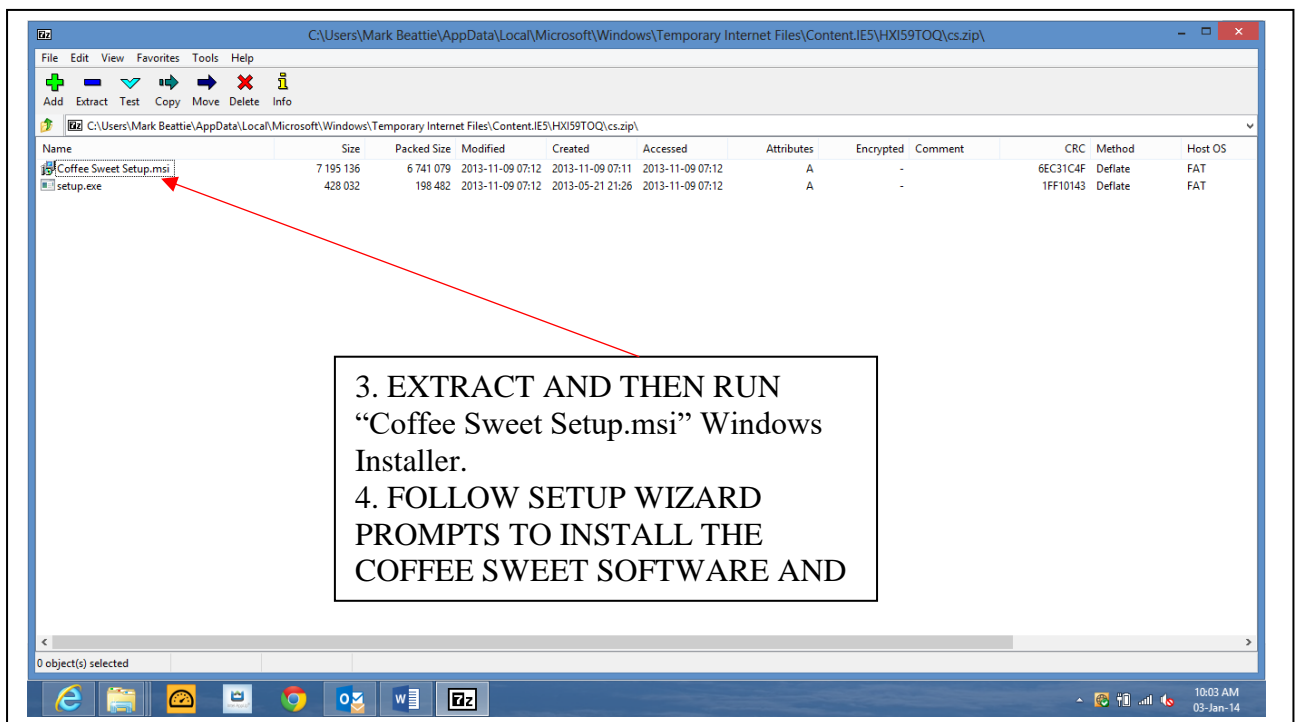 7z C:\Users\Mark Beattie\AppData\Local\Microsoft\Windows\Temporary Internet Files\Content.IE5\HXI59TOQ\cs.zip\
File Edit View Favorites Tools Help
Add Extract Test Copy Move Delete Info
7z C:\Users\Mark Beattie\AppData\Local\Microsoft\Windows\Temporary Internet Files\Content.IE5\HXI59TOQ\cs.zip\
Name Size Packed Size Modified Created Accessed Attributes Encrypted Comment CRC Method Host OS
Coffee Sweet Setup.msi 7 195 136 6 741 079 2013-11-09 07:12 2013-11-09 07:11 2013-11-09 07:12 A - 6EC31C4F Deflate FAT
setup.exe 428 032 198 482 2013-11-09 07:12 2013-05-21 21:26 2013-11-09 07:12 A - 1FF10143 Deflate FAT
3. EXTRACT AND THEN RUN
“Coffee Sweet Setup.msi” Windows
Installer.
4. FOLLOW SETUP WIZARD
PROMPTS TO INSTALL THE
COFFEE SWEET SOFTWARE AND
0 object(s) selected
7z 10:03 AM
03-Jan-14